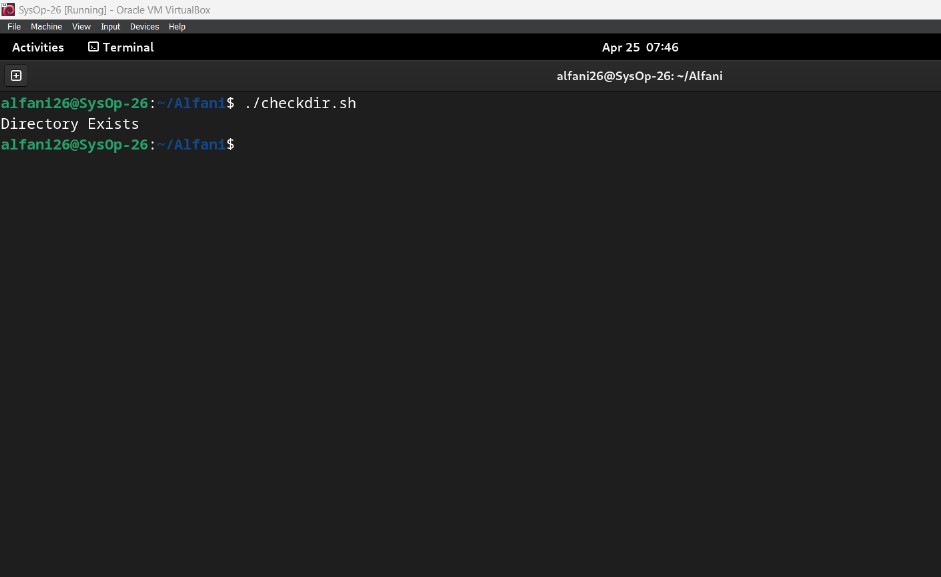 SysOp-26 [Running] - Oracle VM VirtualBox
File Machine View Input Devices Help
Activities Terminal Apr 25 07:46
alfani26@SysOp-26: ~/Alfani
alfani26@SysOp-26:~/Alfani$ ./checkdir.sh
Directory Exists
alfani26@SysOp-26:~/Alfani$